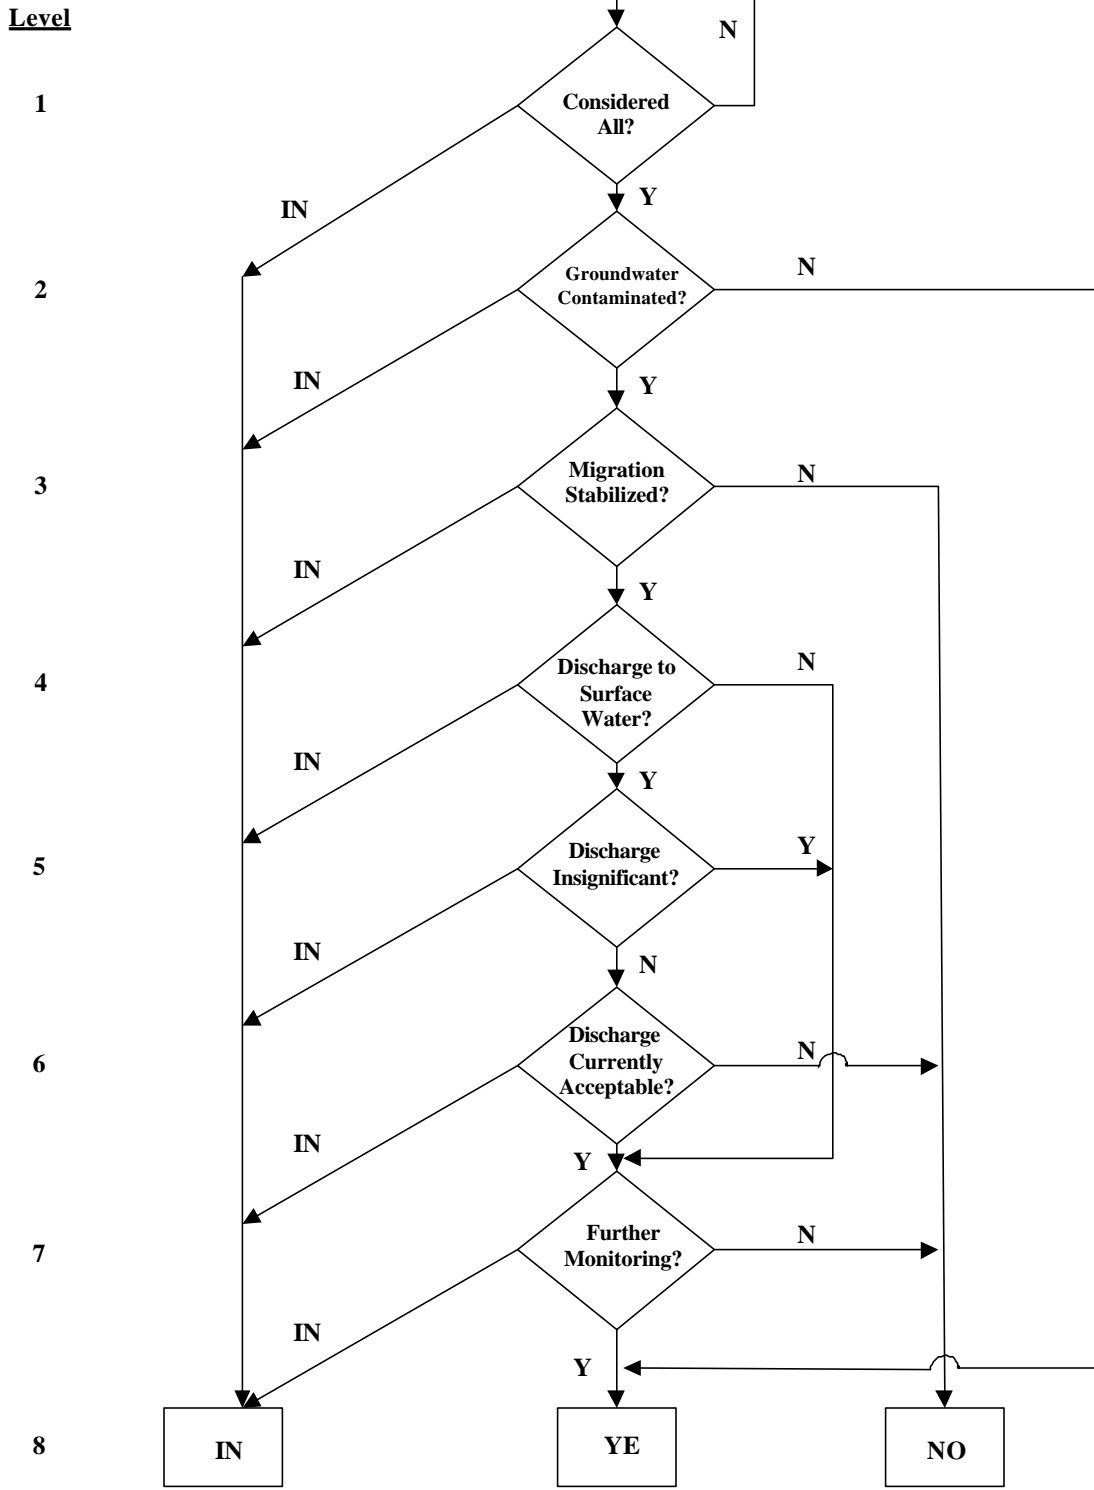 Level
N
1
Considered
All?
Y
IN
2
Groundwater
Contaminated?
N
IN
Y
3
Migration
Stabilized?
N
IN
Y
4
Discharge to
Surface
Water?
N
IN
Y
5
Discharge
Insignificant?
Y
IN
N
6
Discharge
Currently
Acceptable?
N
IN
Y
7
Further
Monitoring?
N
IN
Y
8
IN
YE
NO